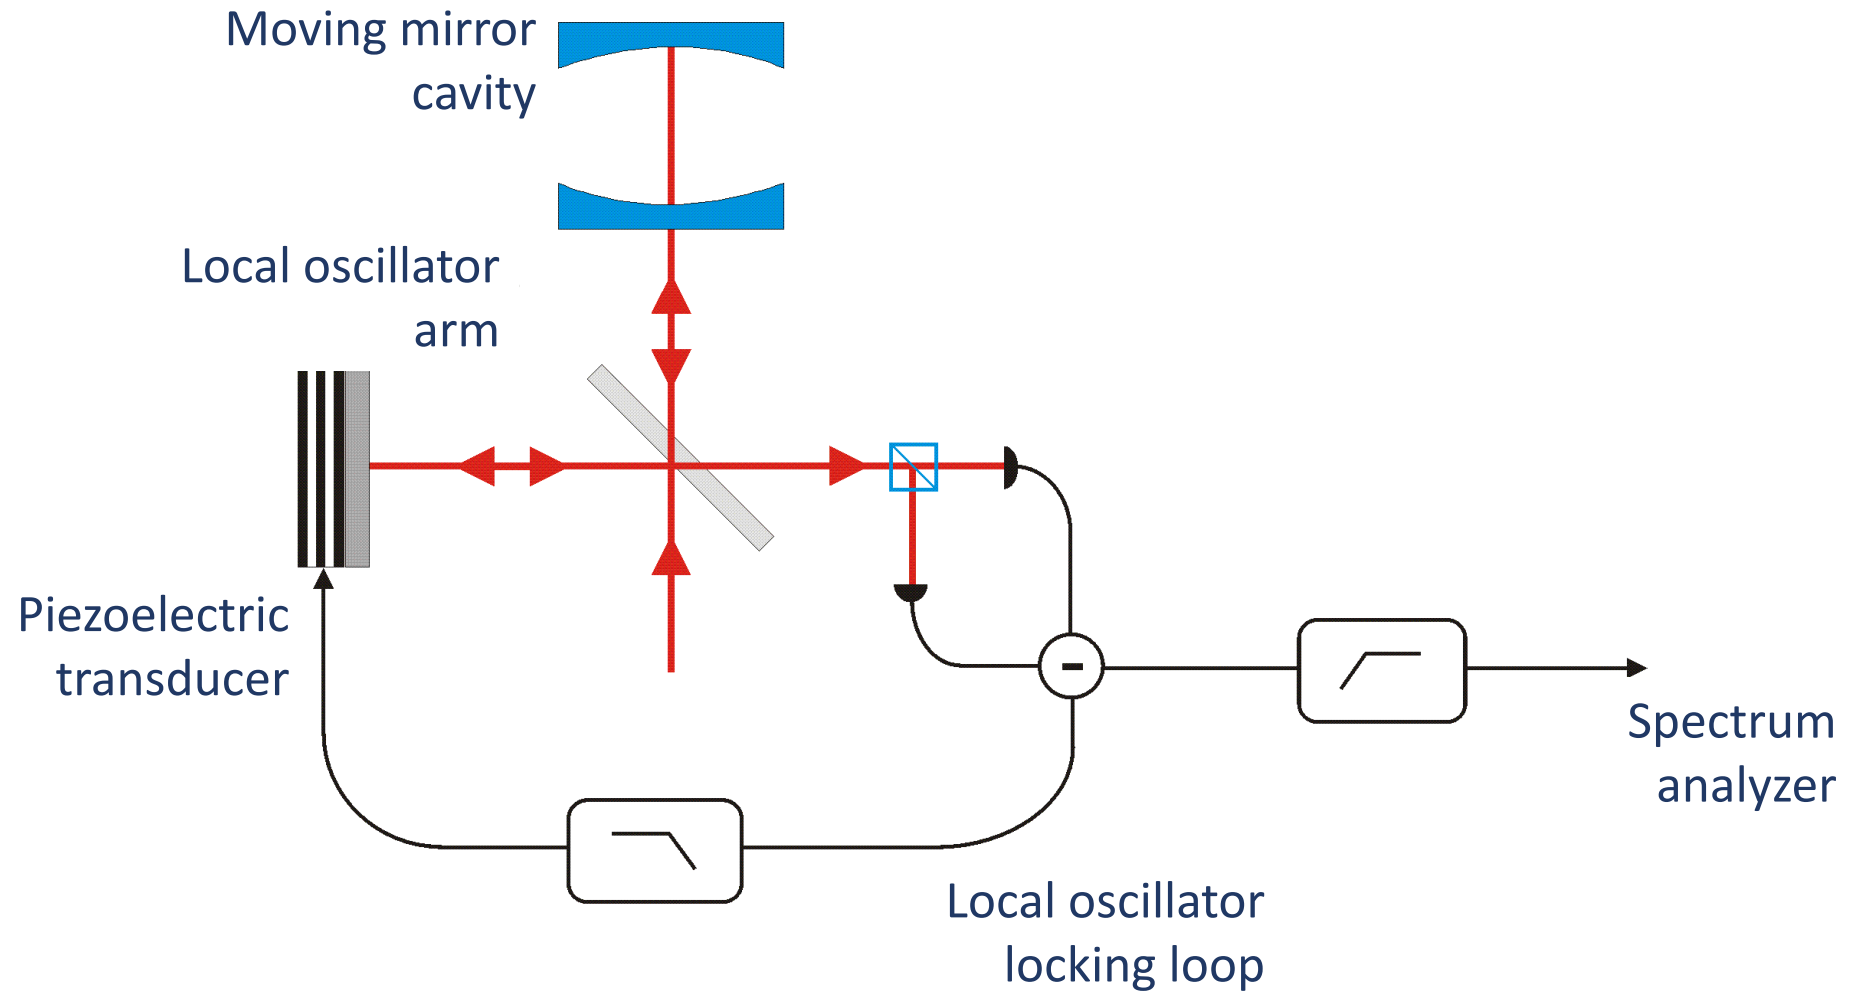 Moving mirror
cavity
Local oscillator
arm
Piezoelectric
transducer
-
Spectrum
analyzer
Local oscillator
locking loop